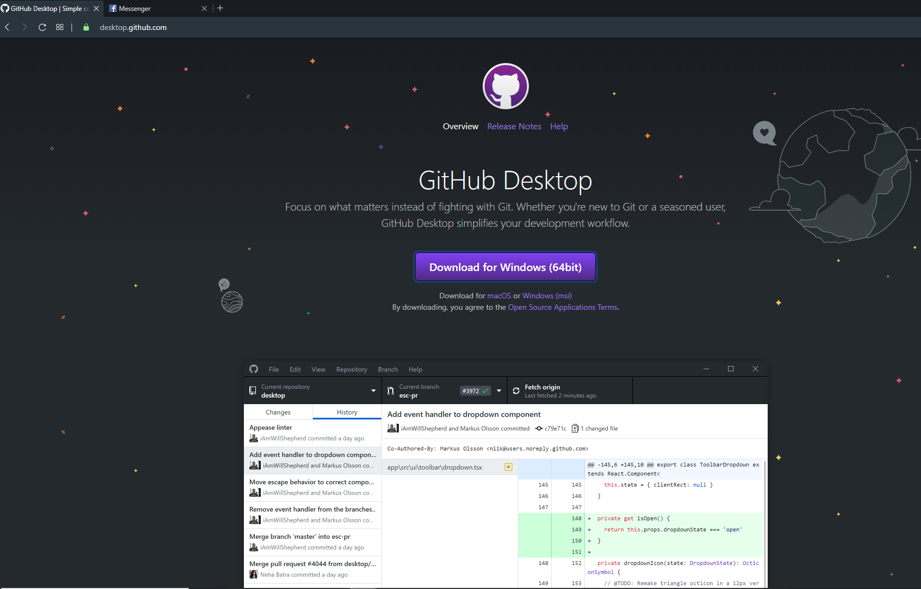 GitHub Desktop | Simple c
Messenger
desktop.github.com
Overview Release Notes Help
GitHub Desktop
Focus on what matters instead of fighting with Git. Whether you're new to Git or a seasoned user,
GitHub Desktop simplifies your development workflow.
Download for Windows (64bit)
Download for macOS or Windows (msi)
By downloading, you agree to the Open Source Applications Terms.
File Edit View Repository Branch Help
Current repository
desktop
Current branch
esc-pr
#3972
Fetch origin
Last fetched 2 minutes ago
Changes History
Appease linter
iAmWillShepherd committed a day ago
Add event handler to dropdown compon...
iAmWillShepherd and Markus Olsson co...
Move escape behavior to correct compo...
iAmWillShepherd and Markus Olsson co...
Remove event handler from the branches..
iAmWillShepherd and Markus Olsson co...
Merge branch 'master' into esc-pr
iAmWillShepherd committed a day ago
Merge pull request #4044 from desktop/...
Neha Batra committed a day ago
Add event handler to dropdown component
iAmWillShepherd and Markus Olsson committed c79e71c 1 changed file
Co-Authored-By: Markus Olsson <niik@users.noreply.github.com>
app\src\ui\toolbar\dropdown.tsx
@@ -145,6 +145,10 @@ export class ToolbarDropdown ex
tends React.Component<
145 145 this.state = { clientRect: null }
146 146 }
147 147
148 + private get isOpen() {
149 + return this.props.dropdownState === 'open'
150 + }
151 +
148 152 private dropdownIcon(state: DropdownState): Octic
onSymbol {
149 153 // @TODO: Remake triangle octicon in a 12px ver